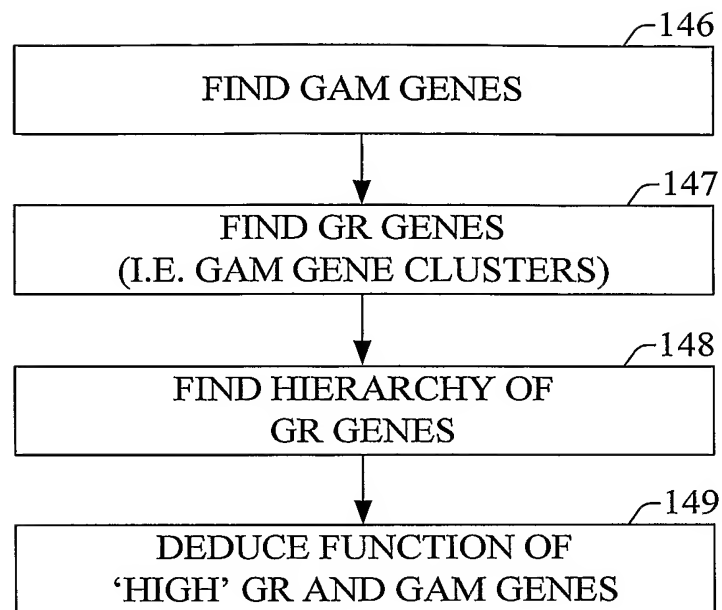 146
FIND GAM GENES
147
FIND GR GENES
(I.E. GAM GENE CLUSTERS)
148
FIND HIERARCHY OF
GR GENES
149
DEDUCE FUNCTION OF
‘HIGH’ GR AND GAM GENES